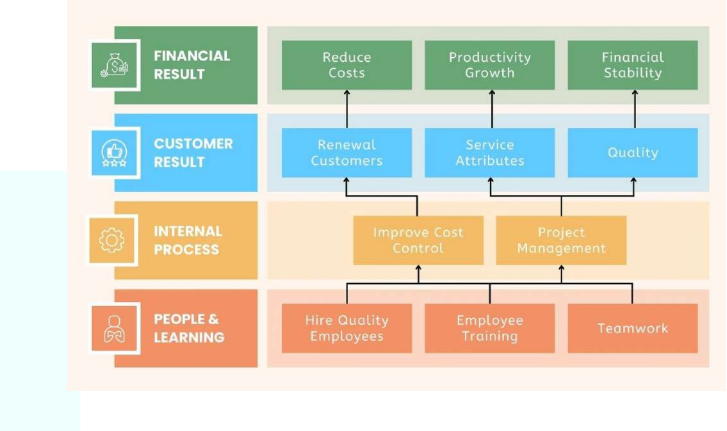 FINANCIAL
RESULT
Reduce
Costs
Productivity
Growth
Financial
Stability
CUSTOMER
RESULT
Renewal
Customers
Service
Attributes
Quality
INTERNAL
PROCESS
Improve Cost
Control
Project
Management
PEOPLE &
LEARNING
Hire Quality
Employees
Employee
Training
Teamwork